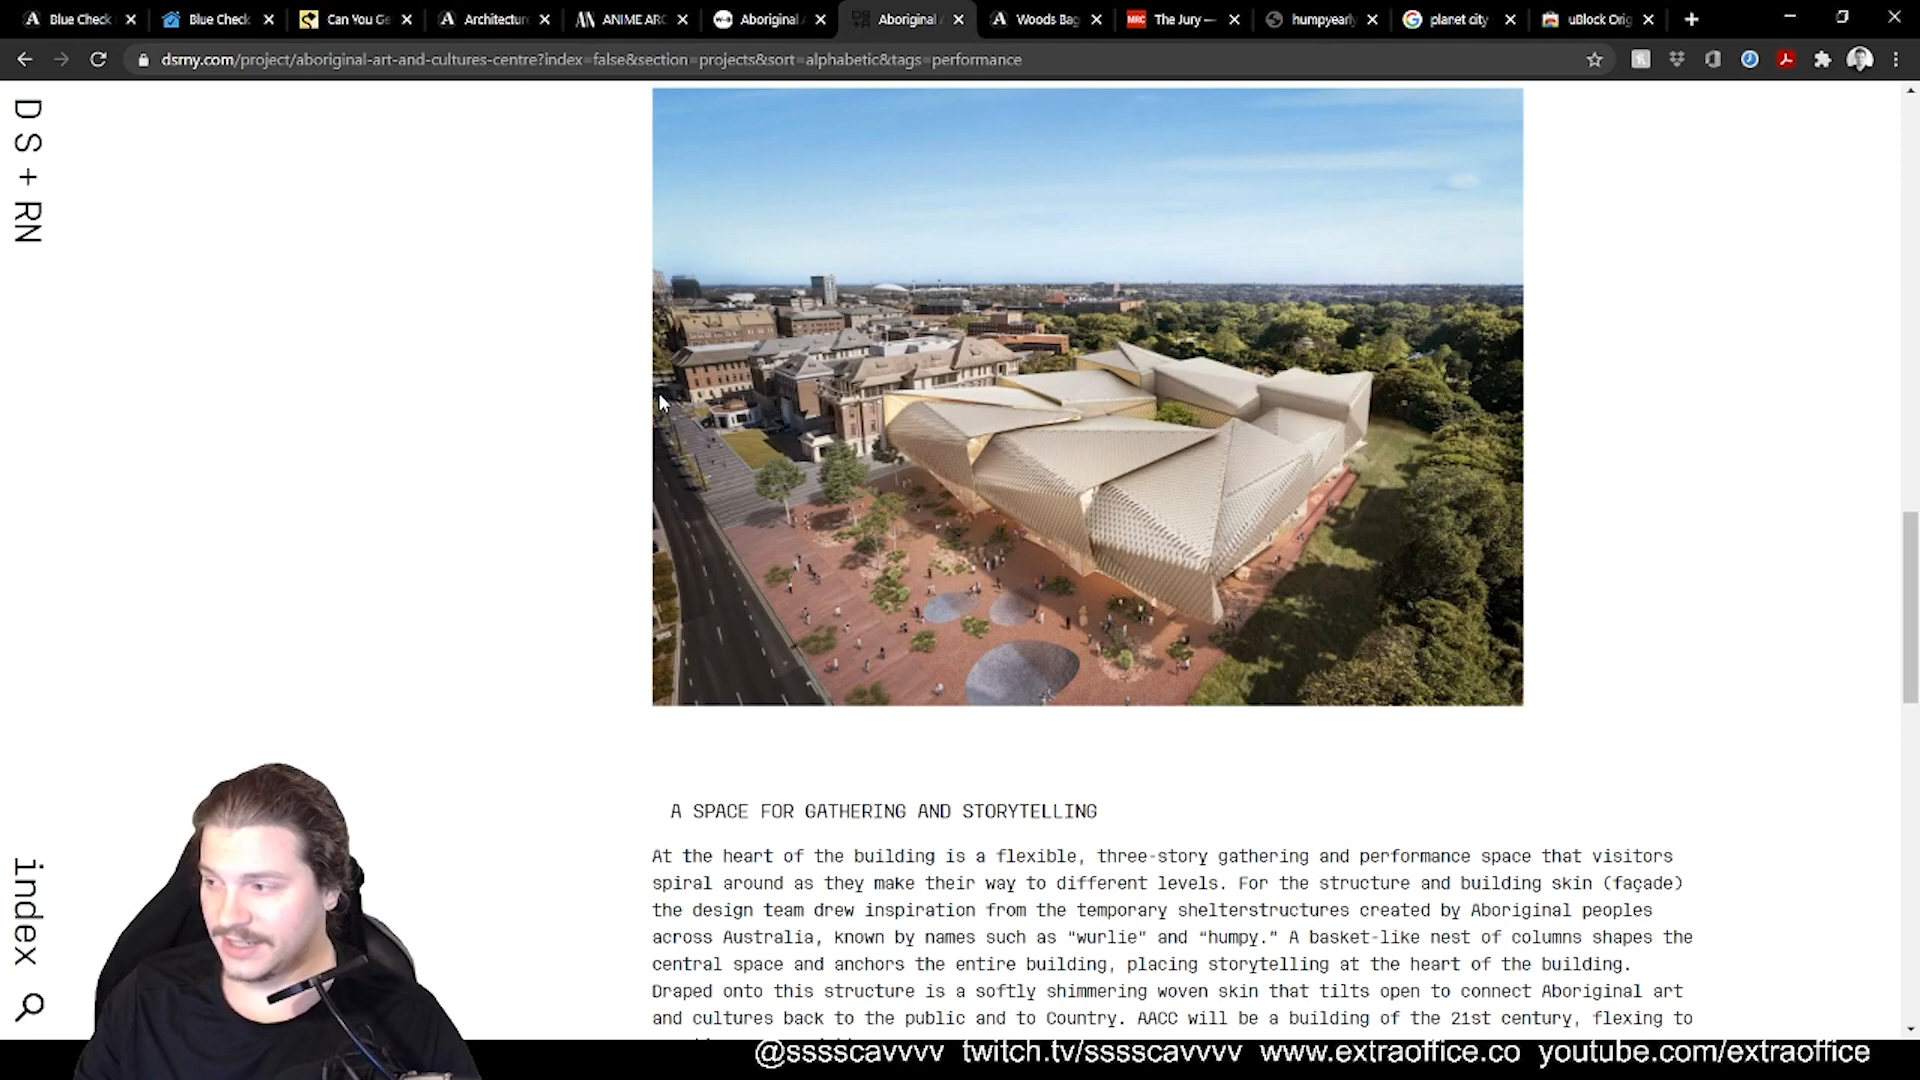 Blue Check
Blue Check
Can You Ge
Architectur
ANIME ARC
Aboriginal
Aboriginal
Woods Bag
The Jury —
humpyearly
planet city
uBlock Orig
dsrny.com/project/aboriginal-art-and-cultures-centre?index=false&section=projects&sort=alphabetic&tags=performance
DS+RN
index
A SPACE FOR GATHERING AND STORYTELLING
At the heart of the building is a flexible, three-story gathering and performance space that visitors
spiral around as they make their way to different levels. For the structure and building skin (façade)
the design team drew inspiration from the temporary shelterstructures created by Aboriginal peoples
across Australia, known by names such as "wurlie" and "humpy." A basket-like nest of columns shapes the
central space and anchors the entire building, placing storytelling at the heart of the building.
Draped onto this structure is a softly shimmering woven skin that tilts open to connect Aboriginal art
and cultures back to the public and to Country. AACC will be a building of the 21st century, flexing to
@sssscavvvv twitch.tv/sssscavvvv www.extraoffice.co youtube.com/extraoffice